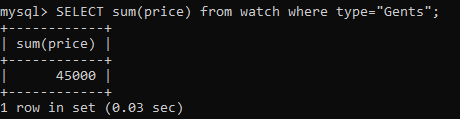 mysql> SELECT sum(price) from watch where type="Gents";
+------------+
| sum(price) |
+------------+
|      45000 |
+------------+
1 row in set (0.03 sec)